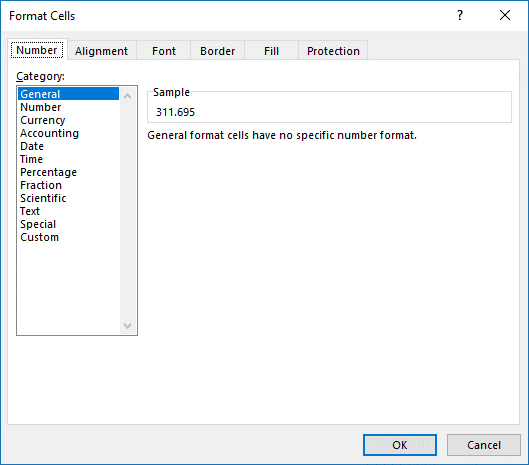 Format Cells
?
Number Alignment Font Border Fill Protection
Category:
General
Number
Currency
Accounting
Date
Time
Percentage
Fraction
Scientific
Text
Special
Custom
Sample
311.695
General format cells have no specific number format.
OK Cancel